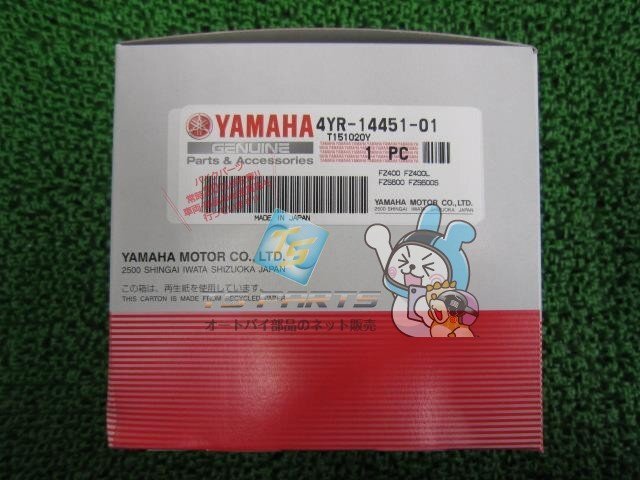 YAMAHA
GENUINE
Parts & Accessories
4YR-14451-01
T151020Y
1 PC
FZ400 FZ400L
FZS600 FZS600S
YAMAHA MOTOR CO.,LTD.
2500 SHINGAI IWATA SHIZUOKA JAPAN
MADE IN JAPAN
YAMAHA MOTOR CO., LTD.
2500 SHINGAI IWATA SHIZUOKA JAPAN
この箱は、再生紙を使用しています。
THIS CARTON IS MADE FROM RECYCLED PAPER
TS
TS PARTS
オートバイ部品のネット販売